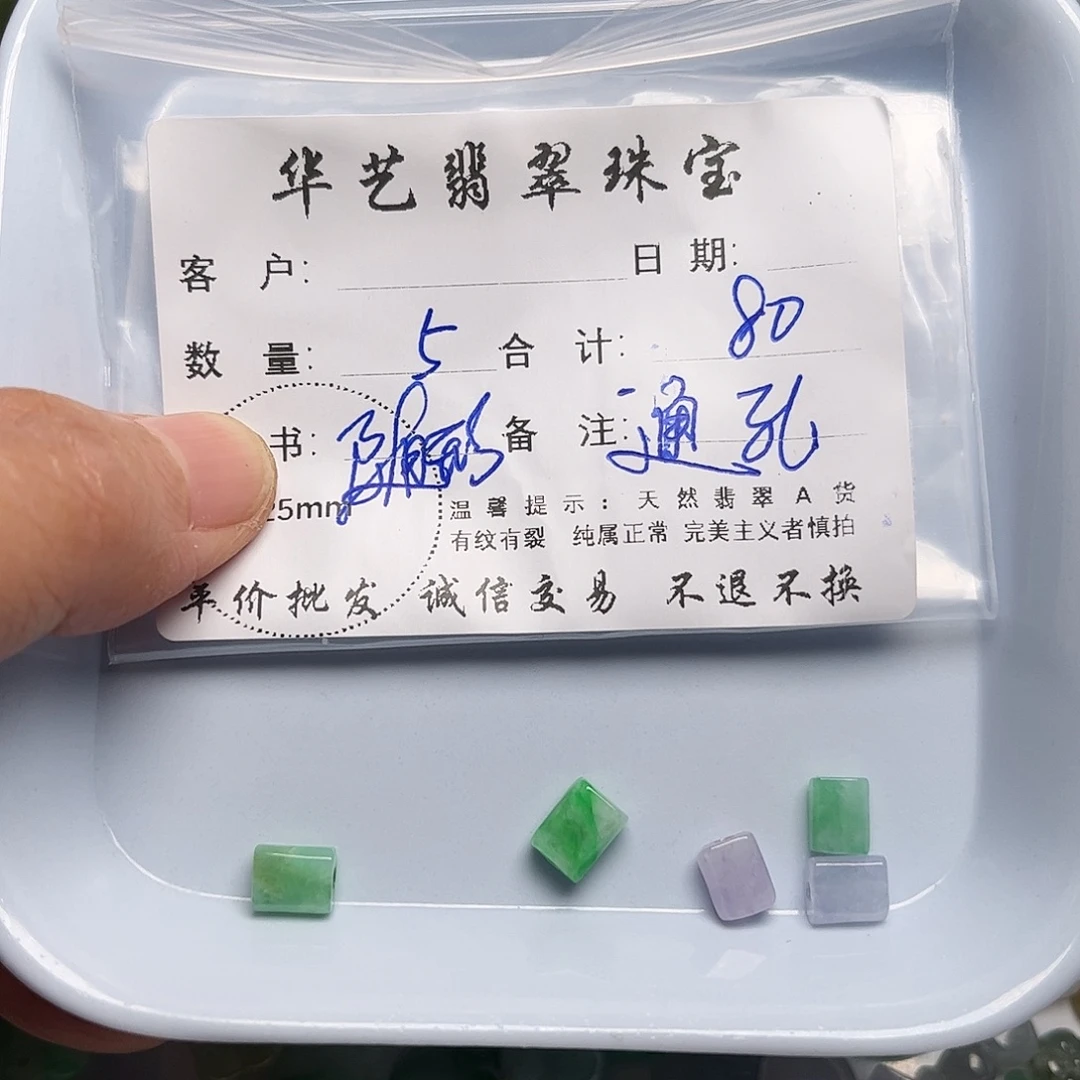 华艺翡翠珠宝
客 户: 日 期:
数 量: 5 合 计: 80
书: 备 注: 通孔
25mm
温馨提示:天然翡翠A货
有纹有裂 纯属正常 完美主义者慎拍
单价批发 诚信交易 不退不换